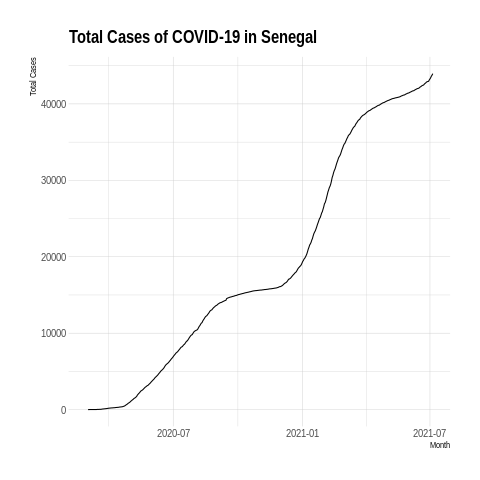 Total Cases of COVID-19 in Senegal
Total Cases
40000
30000
20000
10000
0
2020-07
2021-01
2021-07
Month